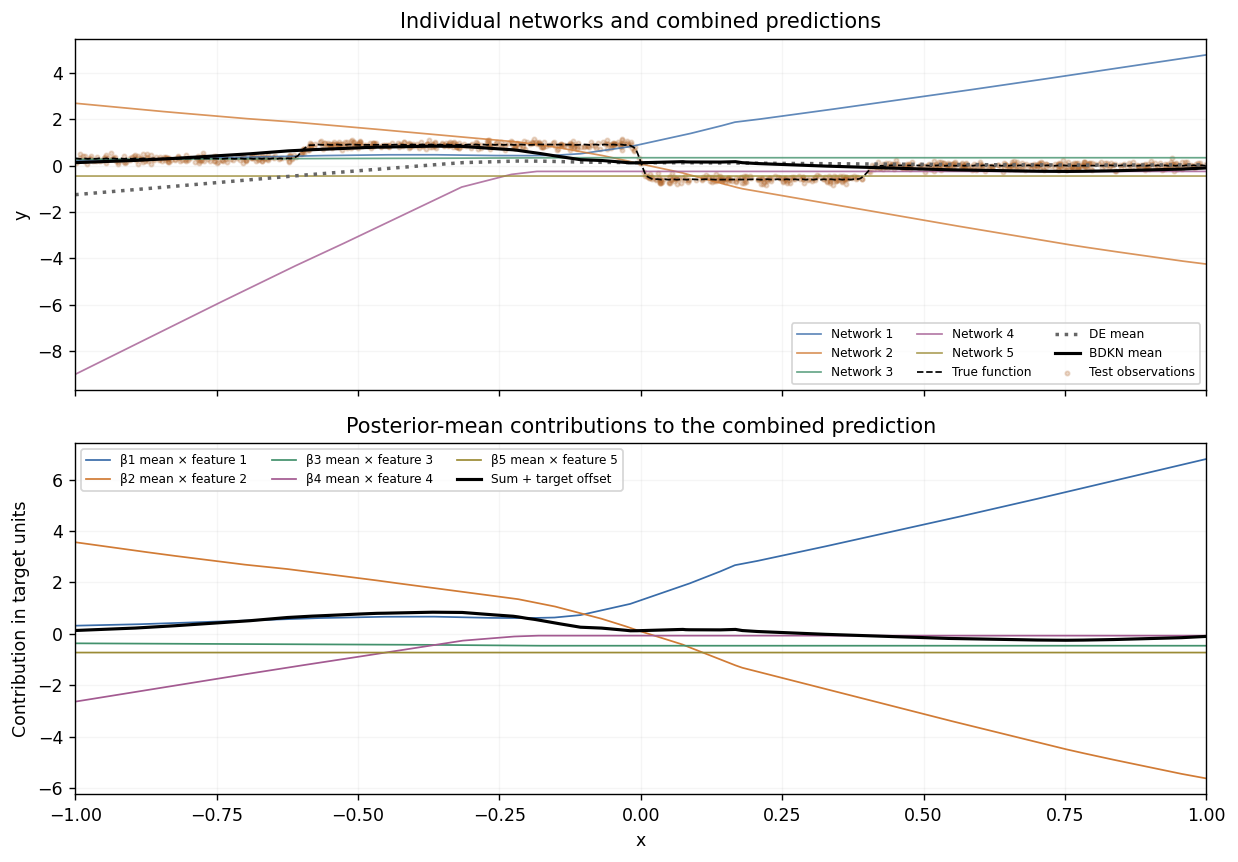 Individual networks and combined predictions
4
2
0
−2
−4
−6
−8
y
Network 1
Network 2
Network 3
Network 4
Network 5
True function
DE mean
BDKN mean
Test observations
Posterior-mean contributions to the combined prediction
β1 mean × feature 1
β2 mean × feature 2
β3 mean × feature 3
β4 mean × feature 4
β5 mean × feature 5
Sum + target offset
6
4
2
0
−2
−4
−6
Contribution in target units
−1.00 −0.75 −0.50 −0.25 0.00 0.25 0.50 0.75 1.00
x